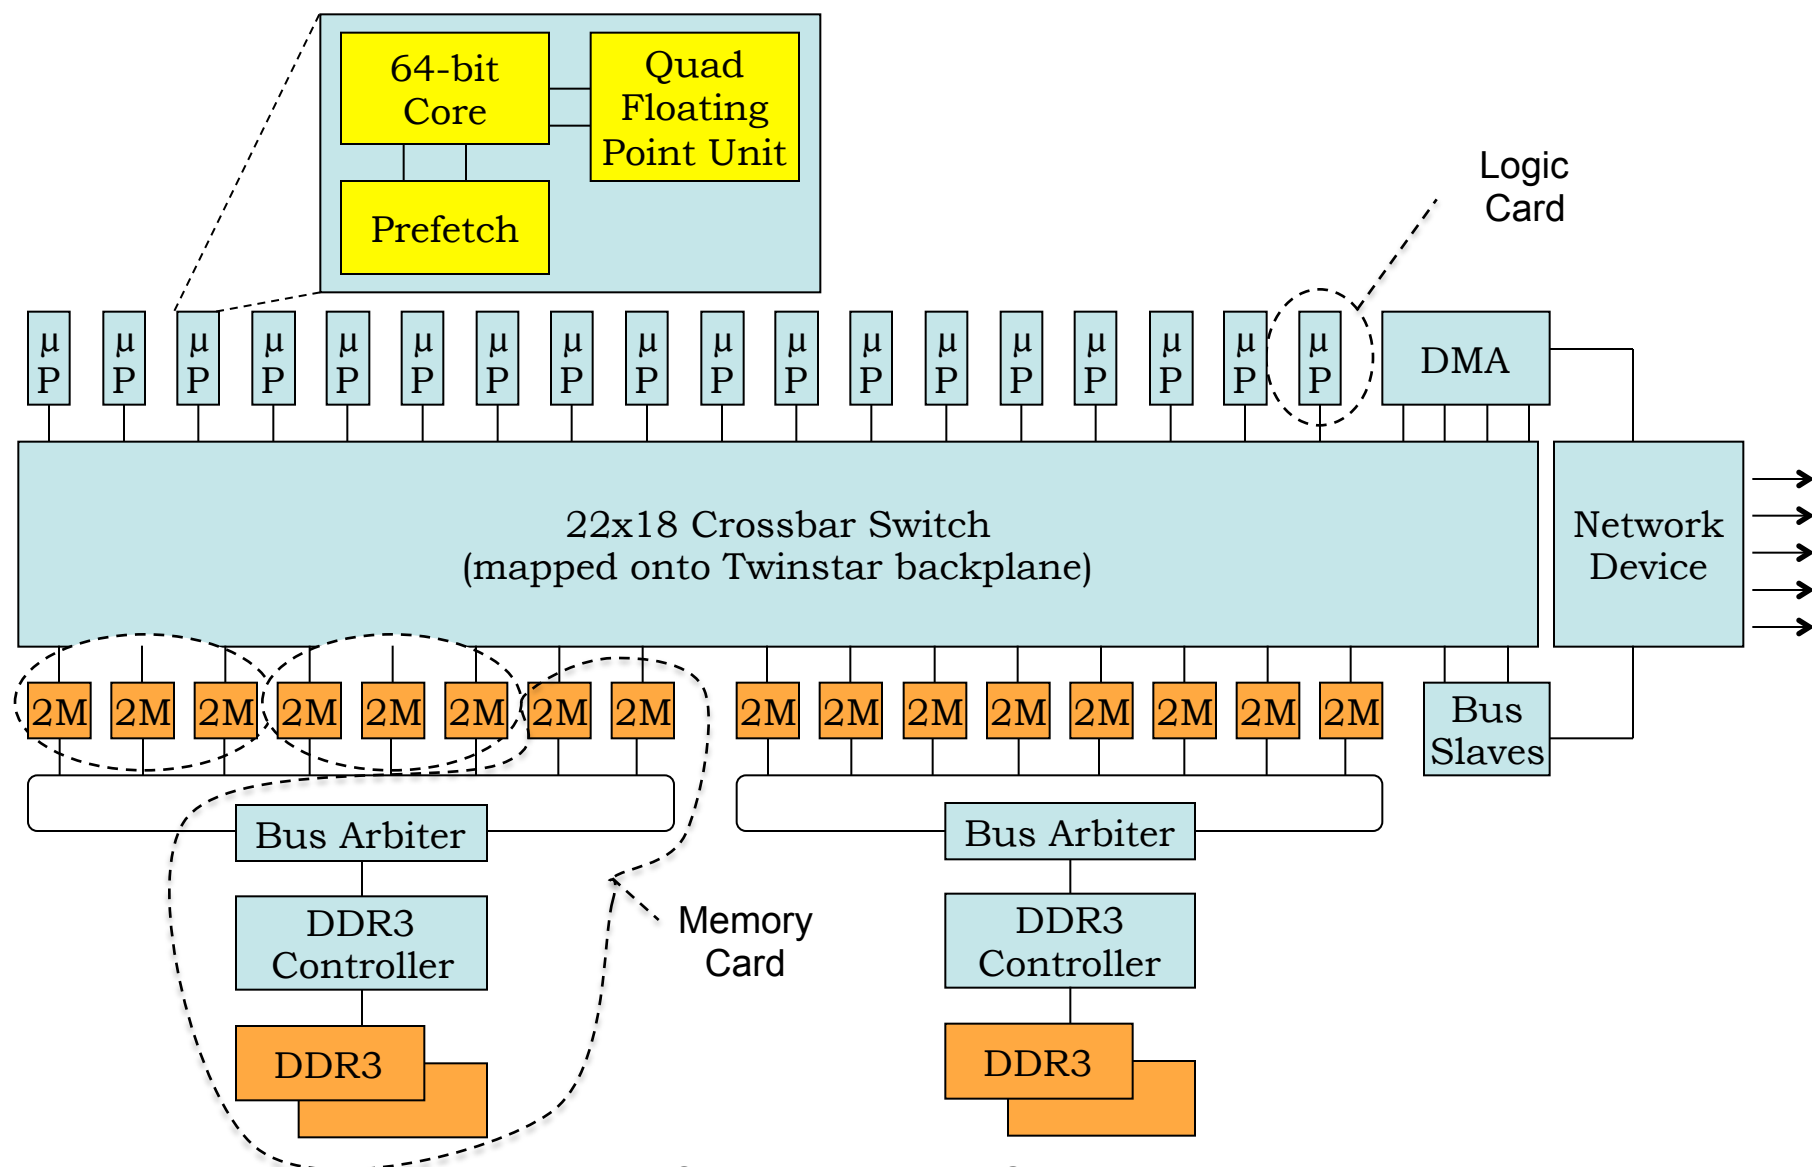 64-bit
Core
Quad
Floating
Point Unit
Prefetch
Logic
Card
µ
P
µ
P
µ
P
µ
P
µ
P
µ
P
µ
P
µ
P
µ
P
µ
P
µ
P
µ
P
µ
P
µ
P
µ
P
µ
P
µ
P
µ
P
DMA
22x18 Crossbar Switch
(mapped onto Twinstar backplane)
Network
Device
2M 2M 2M 2M 2M 2M 2M 2M 2M 2M 2M 2M 2M 2M 2M 2M
Bus
Slaves
Bus Arbiter
Bus Arbiter
DDR3
Controller
Memory
Card
DDR3
Controller
DDR3
DDR3